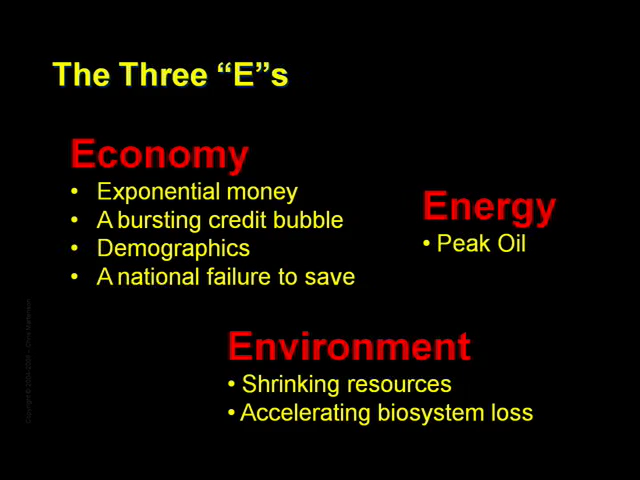 The Three “E”s
Economy
• Exponential money
• A bursting credit bubble
• Demographics
• A national failure to save
Energy
• Peak Oil
Environment
• Shrinking resources
• Accelerating biosystem loss